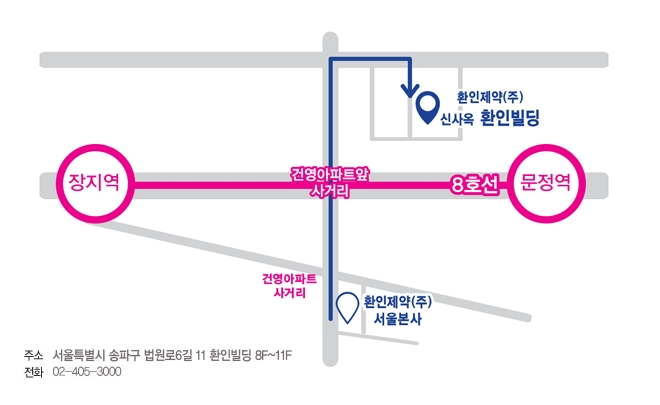 환인제약(주)
신사옥 환인빌딩
장지역
건영아파트앞
사거리
8호선
문정역
건영아파트
사거리
환인제약(주)
서울본사
주소 서울특별시 송파구 법원로6길 11 환인빌딩 8F~11F
전화 02-405-3000